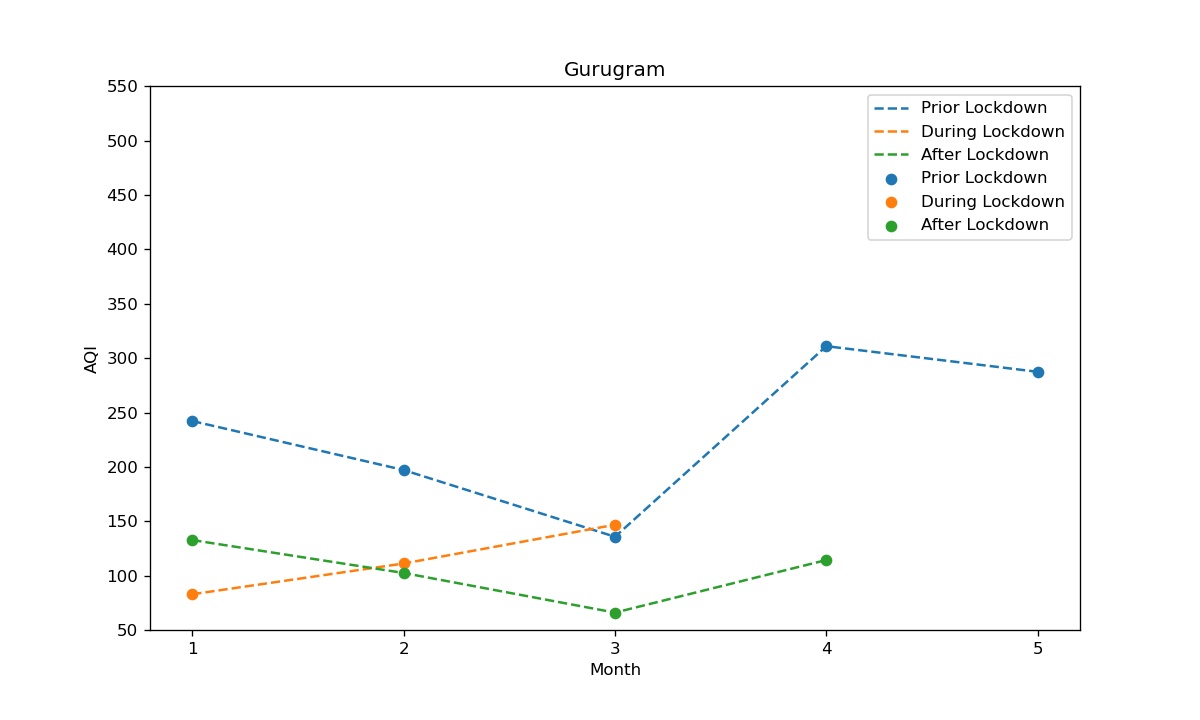 Gurugram
550
500
450
400
350
300
250
200
150
100
50
AQI
1 2 3 4 5
Month
Prior Lockdown
During Lockdown
After Lockdown
Prior Lockdown
During Lockdown
After Lockdown